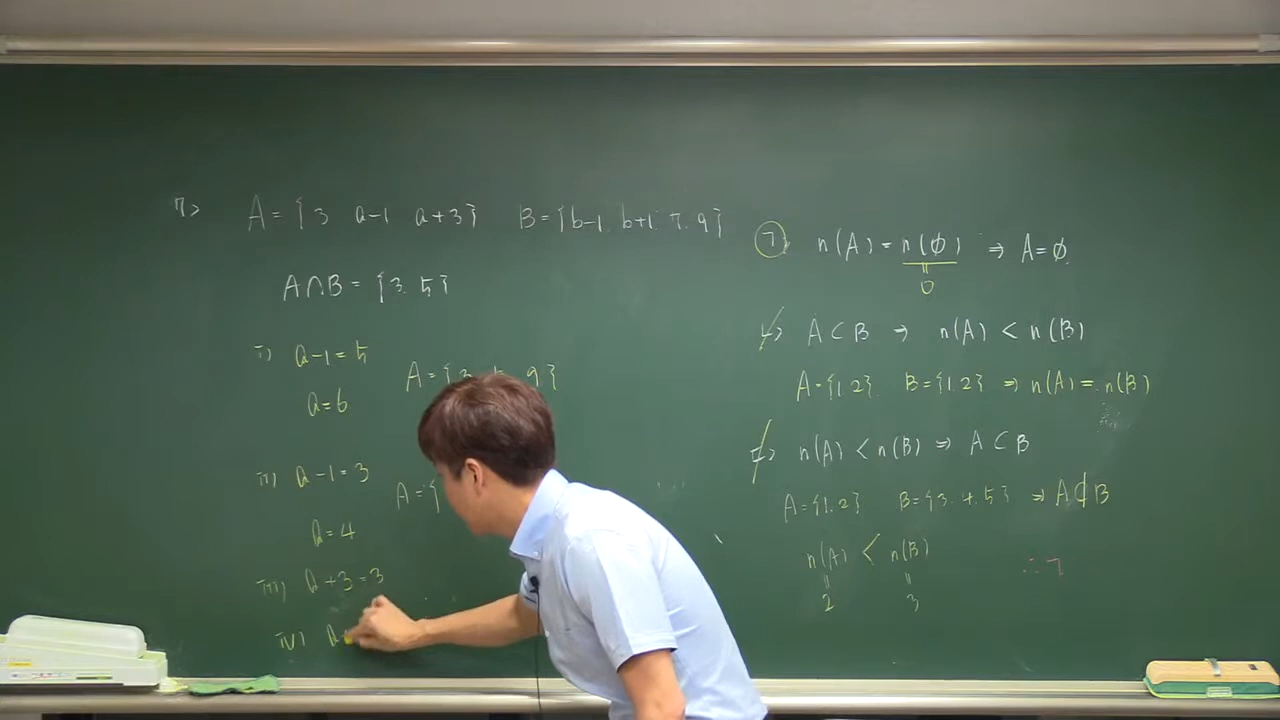 7> A={3 a-1 a+3} B={b-1. b+1. 7. 9}
A∩B={3. 5}
i) a-1=5
a=6
A={3 5 9}
ii) a-1=3
A={
a=4
iii) a+3=3
iv) a
ㄱ, n(A)=n(∅) ⇒ A=∅.
0
ㄴ> A⊂B ⇒ n(A)<n(B)
A={1.2} B={1.2} ⇒ n(A)=n(B)
ㄷ> n(A)<n(B) ⇒ A⊂B
A={1.2} B={3.4.5} ⇒ A⊄B
n(A) < n(B)
2 3
∴ㄱ